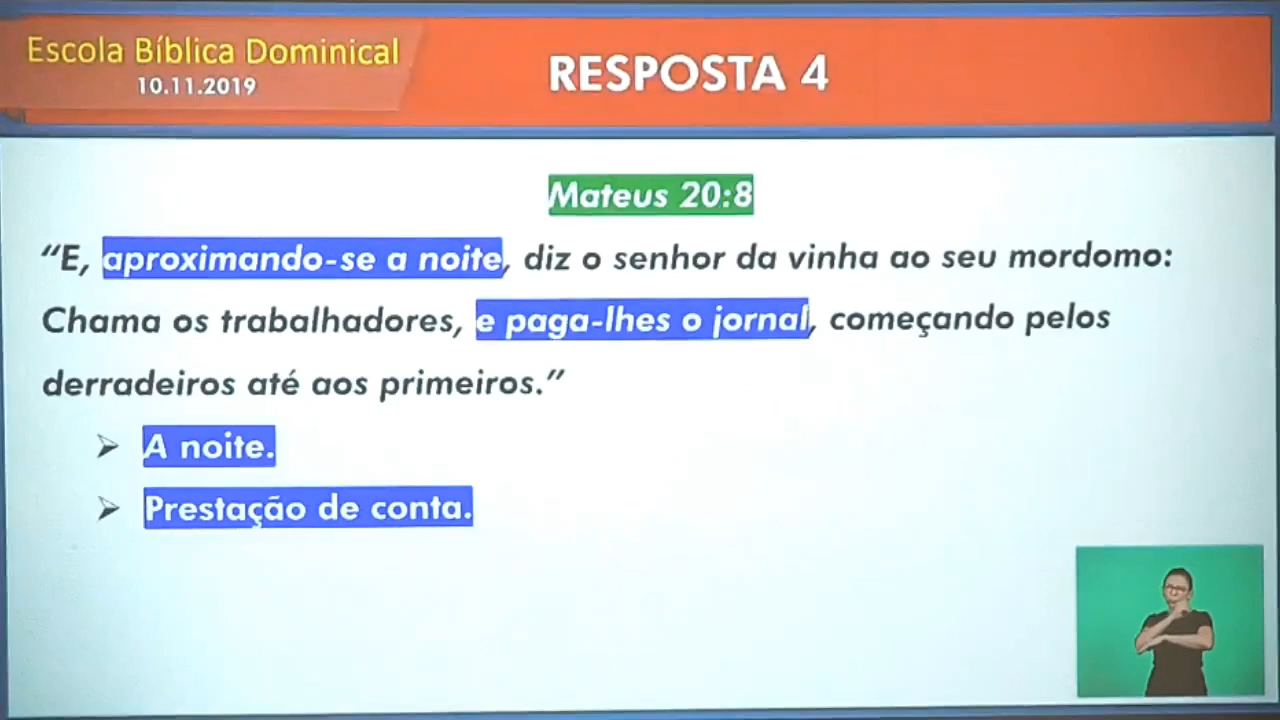 Escola Bíblica Dominical
10.11.2019
RESPOSTA 4
Mateus 20:8
“E, aproximando-se a noite, diz o senhor da vinha ao seu mordomo:
Chama os trabalhadores, e paga-lhes o jornal, começando pelos
derradeiros até aos primeiros.”
A noite.
Prestação de conta.